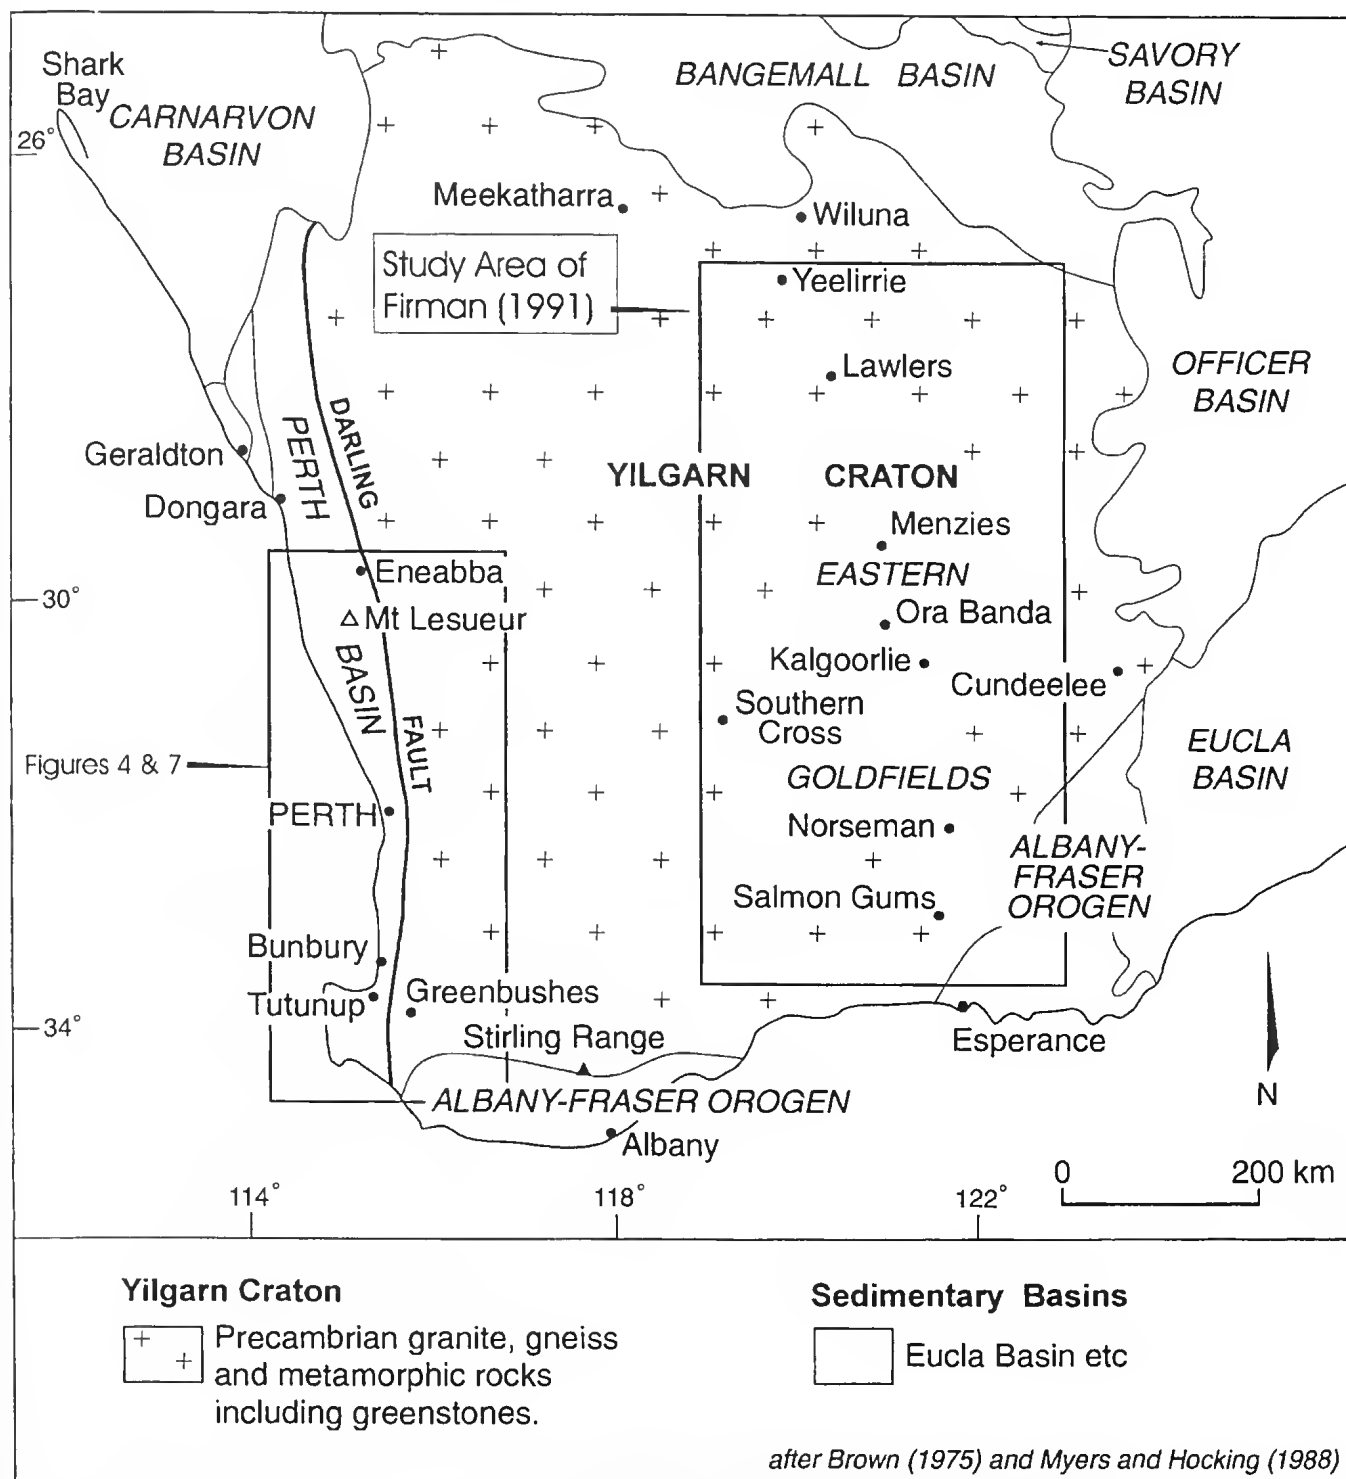 Shark
Bay
CARNARVON
BASIN
BANGEMALL BASIN
SAVORY
BASIN
26°
Meekatharra
Wiluna
Study Area of
Firman (1991)
Yeelirrie
Lawlers
OFFICER
BASIN
DARLING
PERTH
Geraldton
Dongara
YILGARN CRATON
Menzies
EASTERN
Eneabba
30°
Mt Lesueur
Ora Banda
BASIN
Kalgoorlie
Cundeelee
Southern
Cross
FAULT
EUCLA
BASIN
Figures 4 & 7
GOLDFIELDS
PERTH
Norseman
ALBANY-
FRASER
OROGEN
Salmon Gums
Bunbury
Tutunup
Greenbushes
34°
Stirling Range
Esperance
ALBANY-FRASER OROGEN
N
Albany
0 200 km
114° 118° 122°
Yilgarn Craton
Precambrian granite, gneiss
and metamorphic rocks
including greenstones.
Sedimentary Basins
Eucla Basin etc
after Brown (1975) and Myers and Hocking (1988)